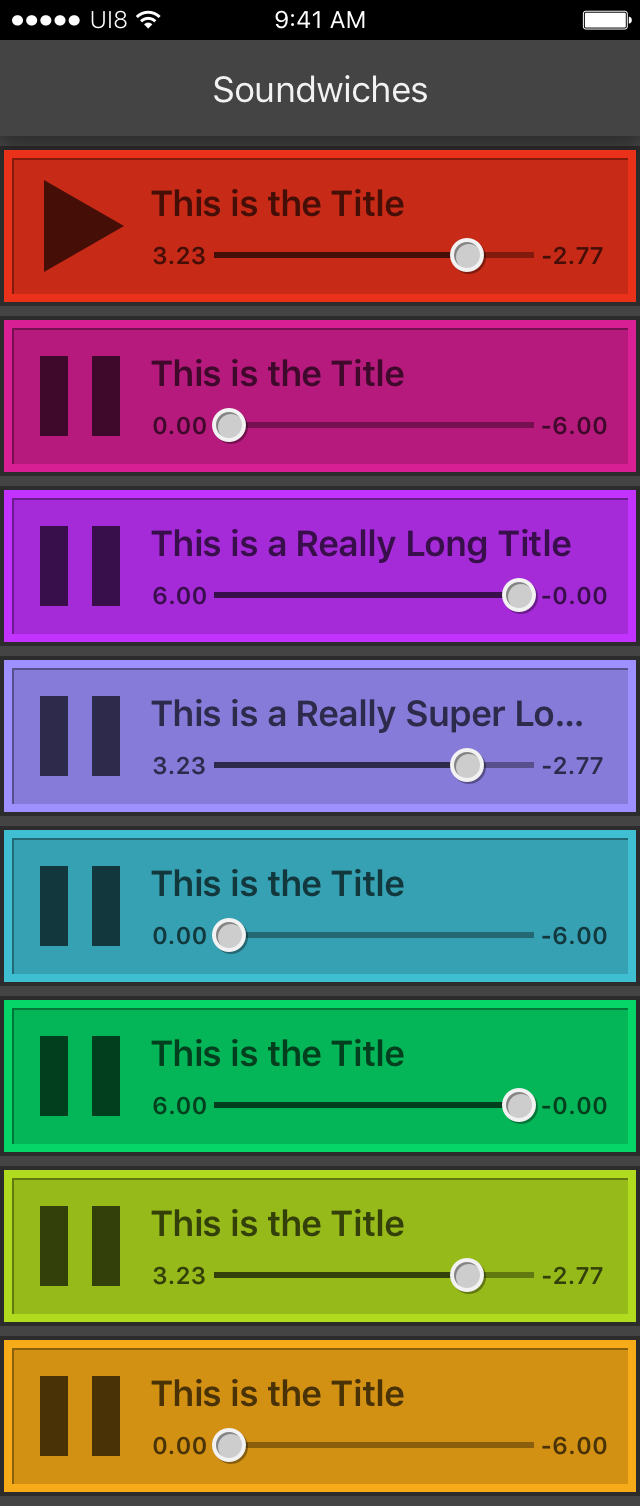 UI8 9:41 AM
Soundwiches
This is the Title
3.23 -2.77
This is the Title
0.00 -6.00
This is a Really Long Title
6.00 -0.00
This is a Really Super Lo...
3.23 -2.77
This is the Title
0.00 -6.00
This is the Title
6.00 -0.00
This is the Title
3.23 -2.77
This is the Title
0.00 -6.00